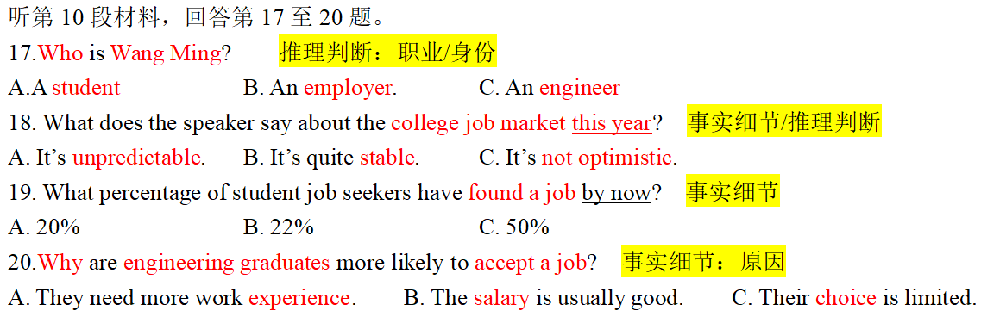 听第 10 段材料，回答第 17 至 20 题。
17.Who is Wang Ming? 推理判断：职业/身份
A.A student B. An employer. C. An engineer
18. What does the speaker say about the college job market this year? 事实细节/推理判断
A. It’s unpredictable. B. It’s quite stable. C. It’s not optimistic.
19. What percentage of student job seekers have found a job by now? 事实细节
A. 20% B. 22% C. 50%
20.Why are engineering graduates more likely to accept a job? 事实细节：原因
A. They need more work experience. B. The salary is usually good. C. Their choice is limited.